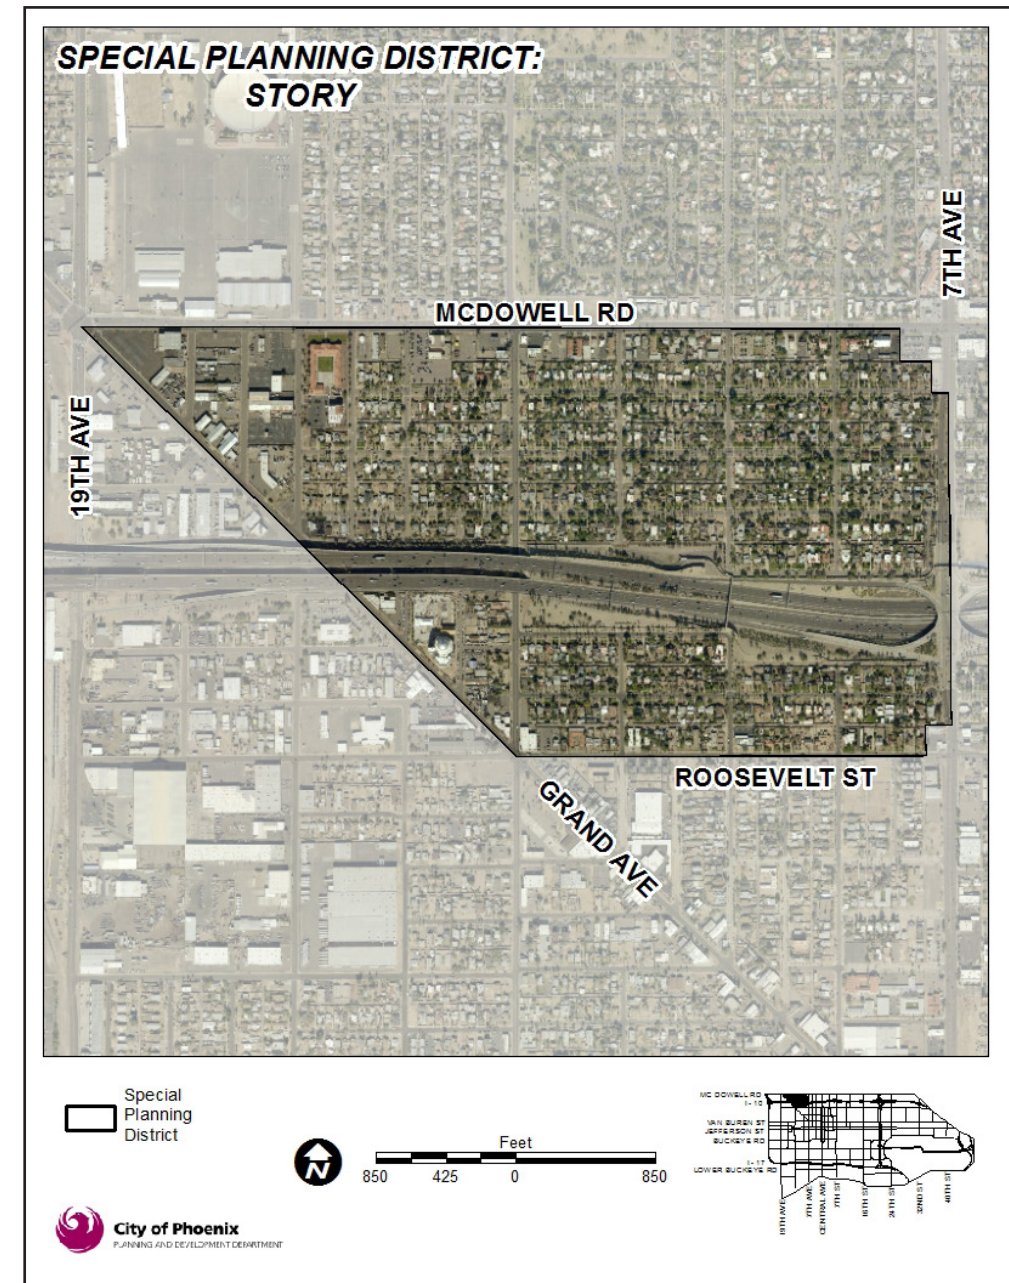 SPECIAL PLANNING DISTRICT:
STORY
7TH AVE
MCDOWELL RD
19TH AVE
ROOSEVELT ST
GRAND AVE
Special
Planning
District
N
Feet
850 425 0 850
MC DOWELL RD
I - 10
VAN BUREN ST
JEFFERSON ST
BUCKEYE RD
I - 17
LOWER BUCKEYE RD
19TH AVE
7TH AVE
CENTRAL AVE
7TH ST
16TH ST
24TH ST
32ND ST
40TH ST
City of Phoenix
PLANNING AND DEVELOPMENT DEPARTMENT